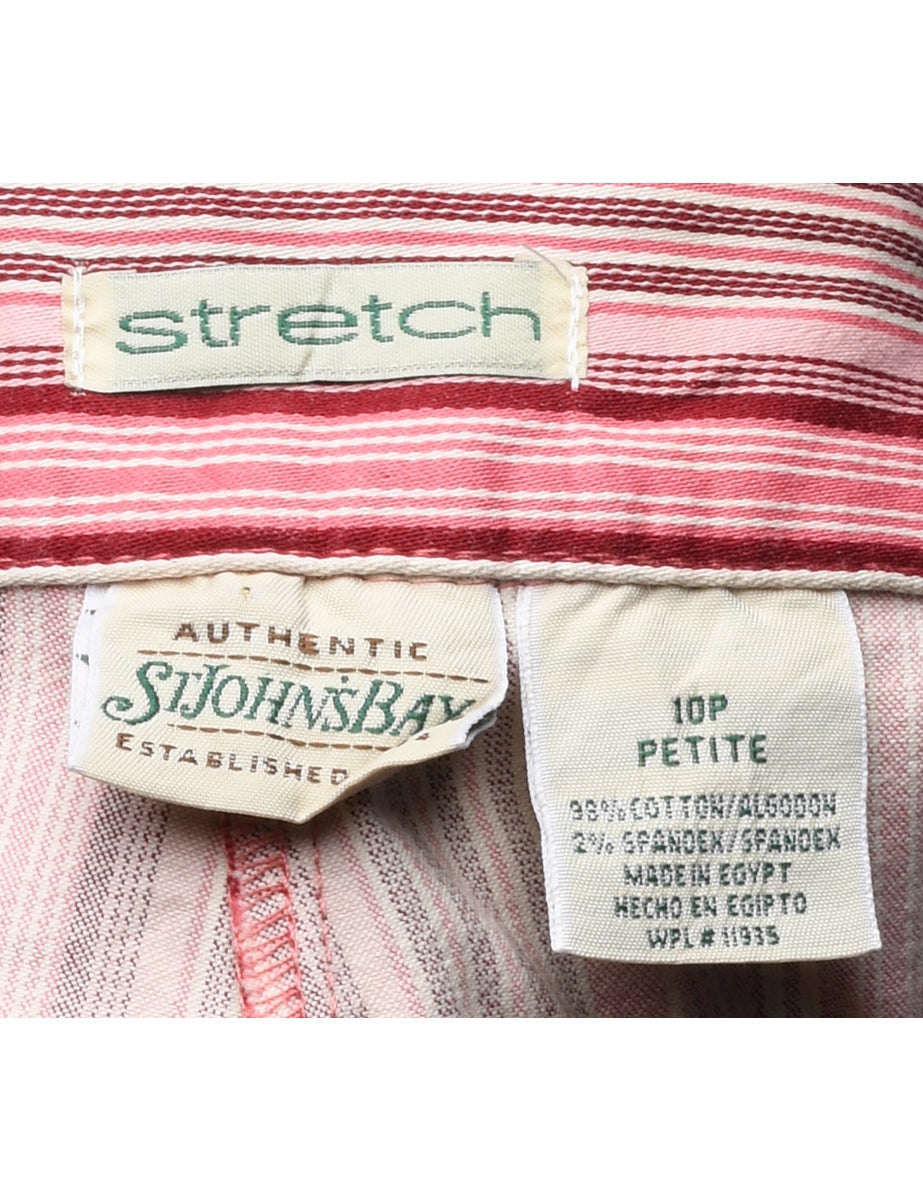 stretch
AUTHENTIC
ST JOHN'S BAY
ESTABLISHED
10P
PETITE
98% COTTON/ALGODON
2% SPANDEX/SPANDEX
MADE IN EGYPT
HECHO EN EGIPTO
WPL# 11935